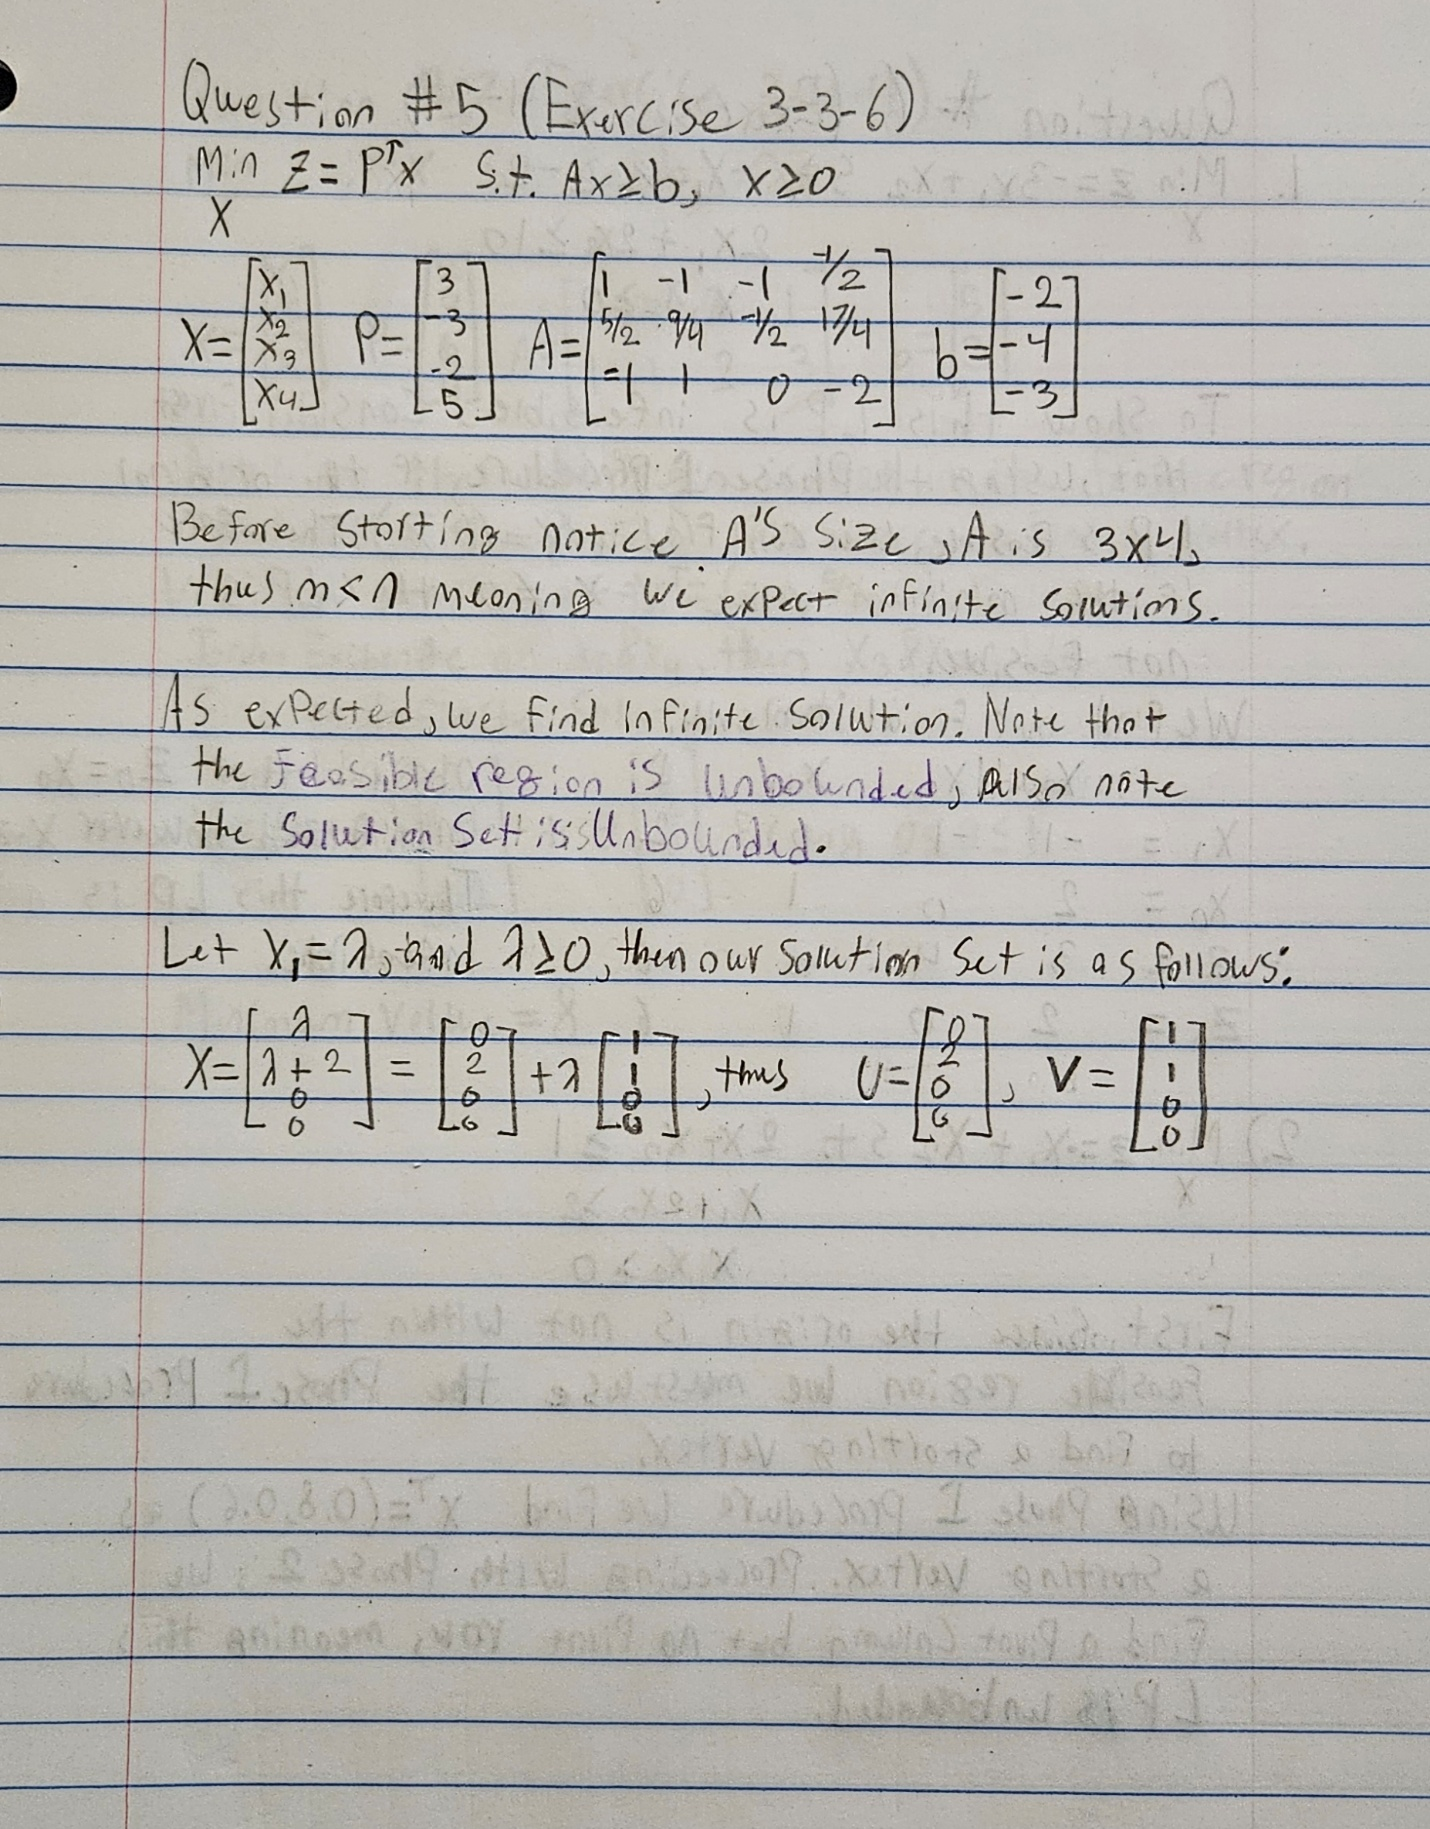 Question #5 (Exercise 3-3-6)
Min Z = PᵀX S.t. Ax≥b, x≥0
X
X = [x₁ x₂ x₃ x₄] P = [3 -3 -2 5] A = [1 -1 -1 -1/2; 5/2 9/4 -1/2 17/4; -1 1 0 -2] b = [-2 -4 -3]
Before Starting notice A's Size, A is 3x4,
thus m<n meaning we expect infinite Solutions.
As expected, we find infinite Solution. Note that
the Feasible region is Unbounded, also note
the Solution Set is Unbounded.
Let X₁=λ, and λ≥0, then our Solution Set is as follows:
X = [λ λ+2 0 0] = [0 2 0 0] + λ [1 1 0 0], thus U = [0 2 0 0], V = [1 1 0 0]